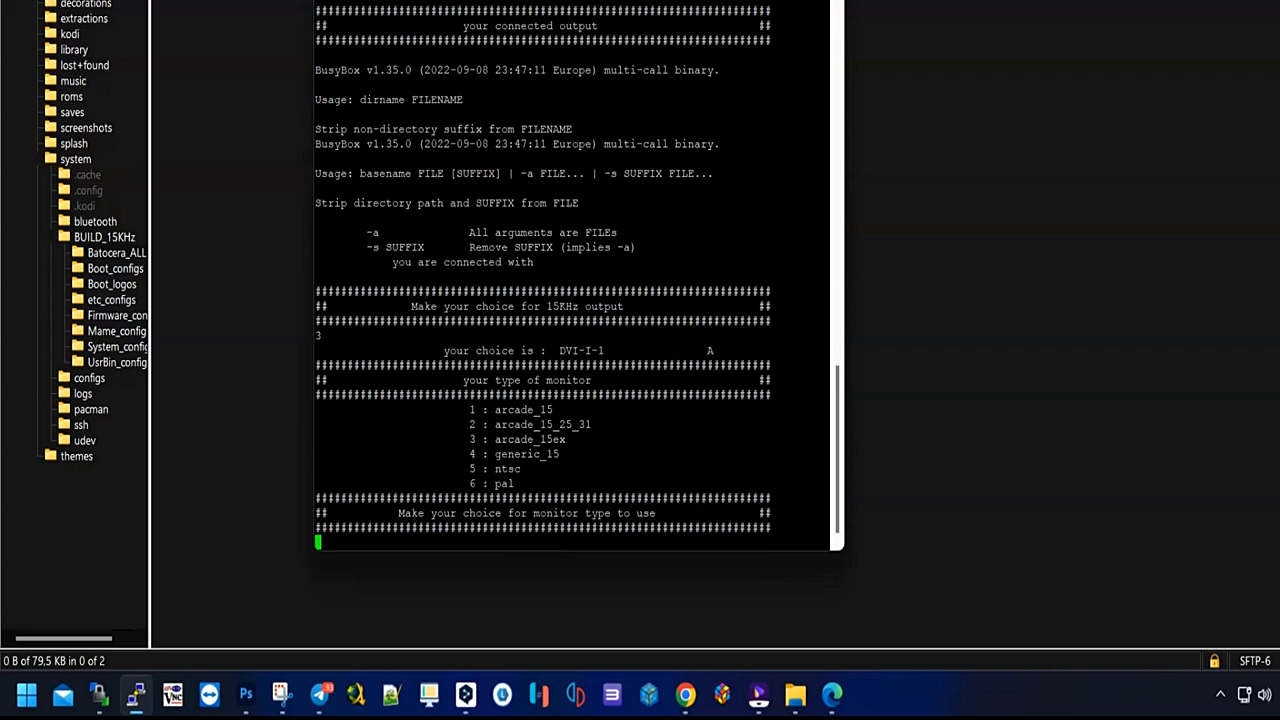 decorations
extractions
kodi
library
lost+found
music
roms
saves
screenshots
splash
system
.cache
.config
.kodi
bluetooth
BUILD_15KHz
Batocera_ALL
Boot_configs
Boot_logos
etc_configs
Firmware_con
Mame_config
System_config
UsrBin_config
configs
logs
pacman
ssh
udev
themes
###########################################################################
## your connected output ##
###########################################################################
BusyBox v1.35.0 (2022-09-08 23:47:11 Europe) multi-call binary.
Usage: dirname FILENAME
Strip non-directory suffix from FILENAME
BusyBox v1.35.0 (2022-09-08 23:47:11 Europe) multi-call binary.
Usage: basename FILE [SUFFIX] | -a FILE... | -s SUFFIX FILE...
Strip directory path and SUFFIX from FILE
-a All arguments are FILEs
-s SUFFIX Remove SUFFIX (implies -a)
you are connected with
###########################################################################
## Make your choice for 15KHz output ##
###########################################################################
3
your choice is : DVI-I-1 A
###########################################################################
## your type of monitor ##
###########################################################################
1 : arcade_15
2 : arcade_15_25_31
3 : arcade_15ex
4 : generic_15
5 : ntsc
6 : pal
###########################################################################
## Make your choice for monitor type to use ##
###########################################################################
0 B of 79,5 KB in 0 of 2
SFTP-6
Ps